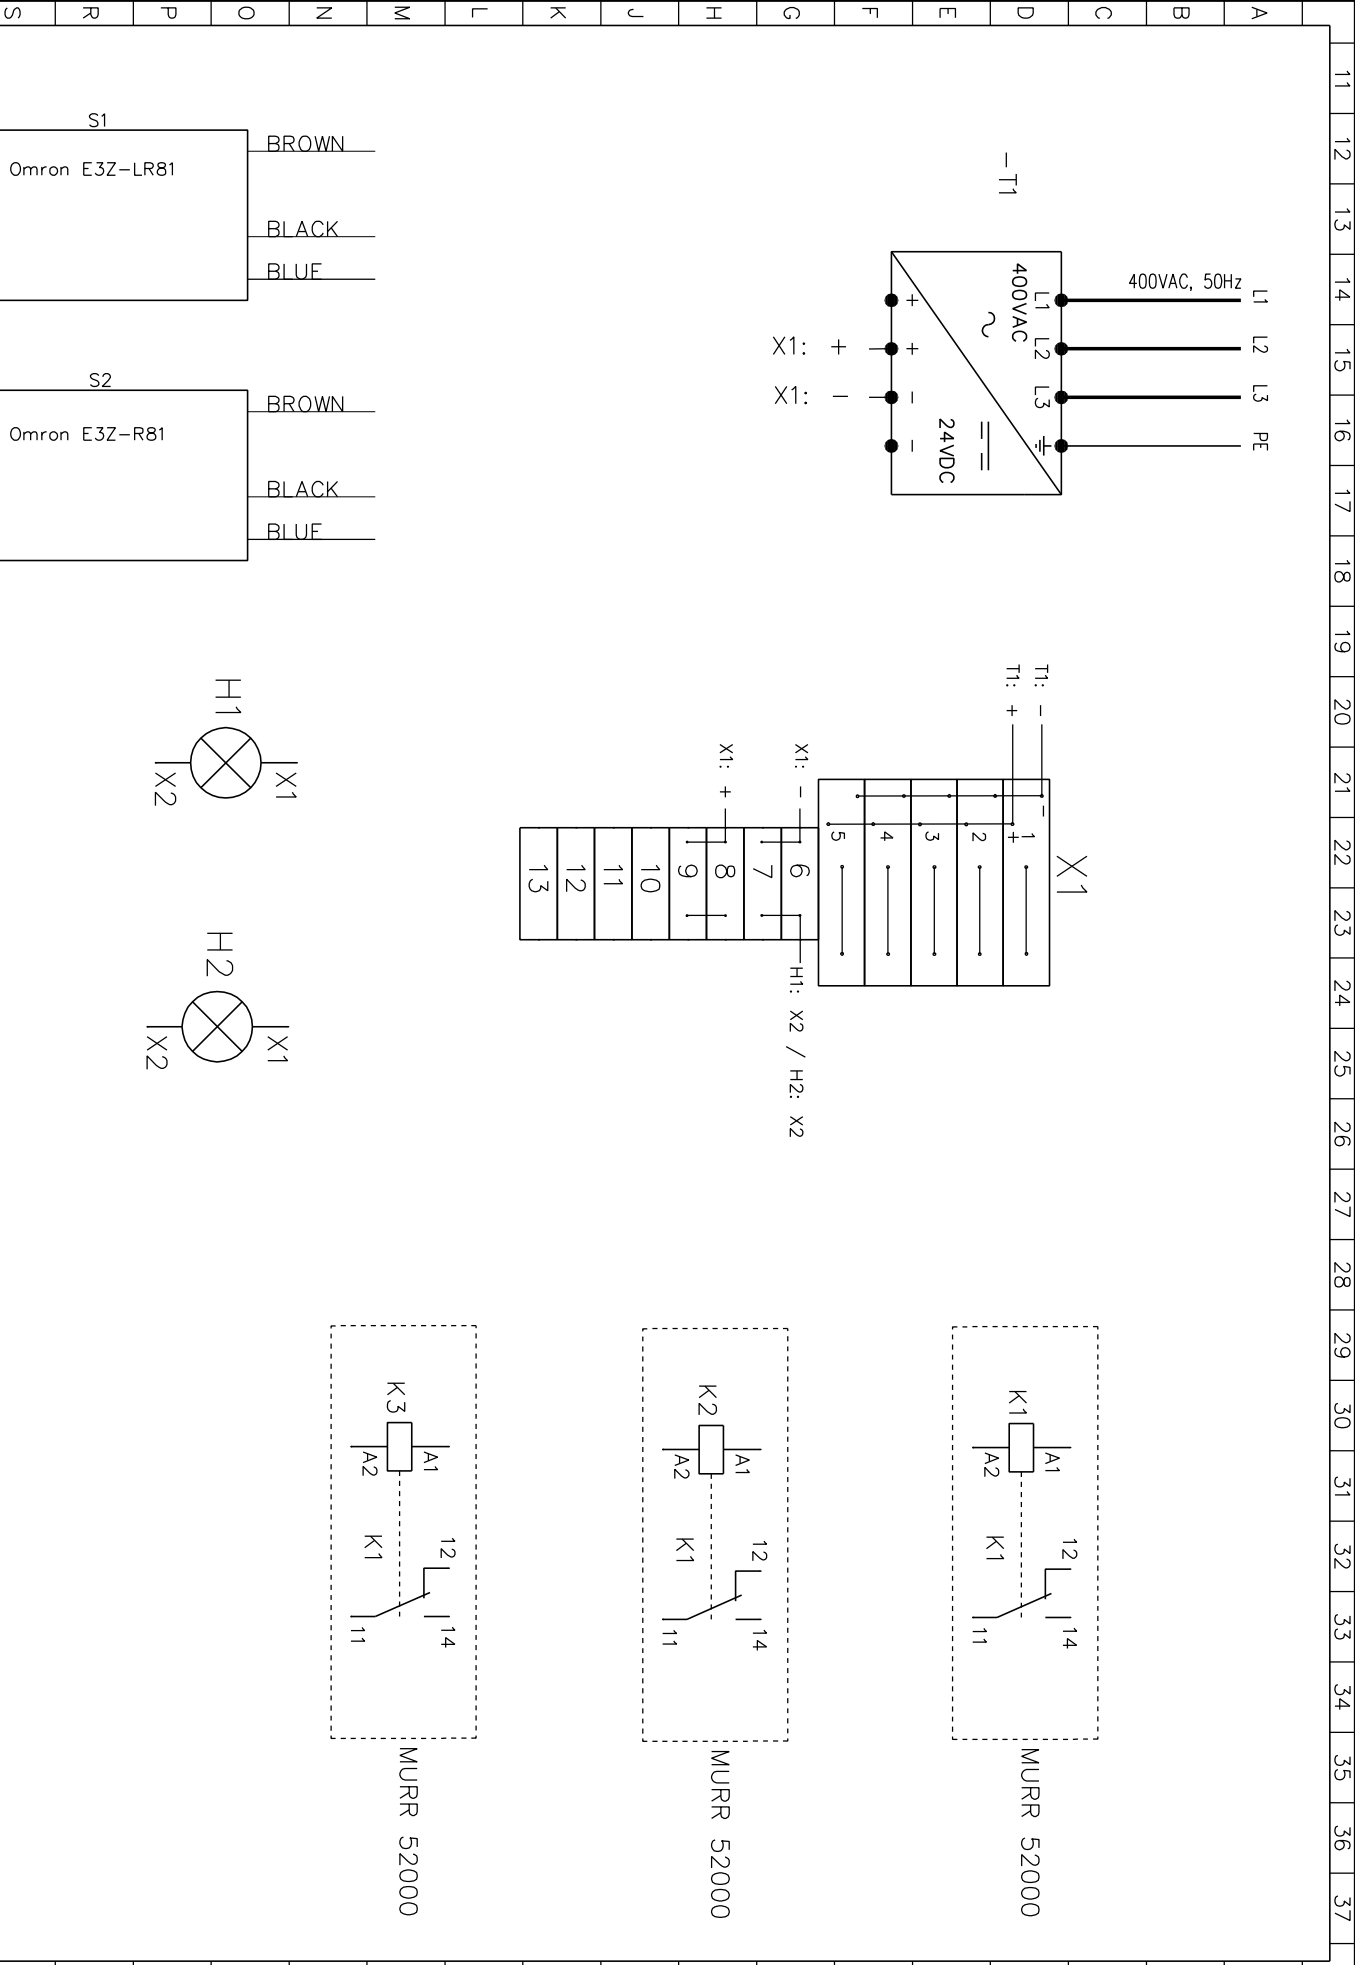 S
R
P
O
N
M
L
K
J
H
G
F
E
D
C
B
A
11
12
13
14
15
16
17
18
19
20
21
22
23
24
25
26
27
28
29
30
31
32
33
34
35
36
37
S1
Omron E3Z-LR81
BROWN
BLACK
BLUE
S2
Omron E3Z-R81
BROWN
BLACK
BLUE
-T1
400VAC, 50Hz
L1
L2
L3
PE
L1
L2
L3
400VAC
~
24VDC
+
+
-
-
X1: +
X1: -
T1: -
T1: +
X1
-
+
1
2
3
4
5
6
7
8
9
10
11
12
13
X1: -
X1: +
H1: X2 / H2: X2
H1
X1
X2
H2
X1
X2
K1
A1
A2
K1
12
14
11
MURR 52000
K2
A1
A2
K1
12
14
11
MURR 52000
K3
A1
A2
K1
12
14
11
MURR 52000